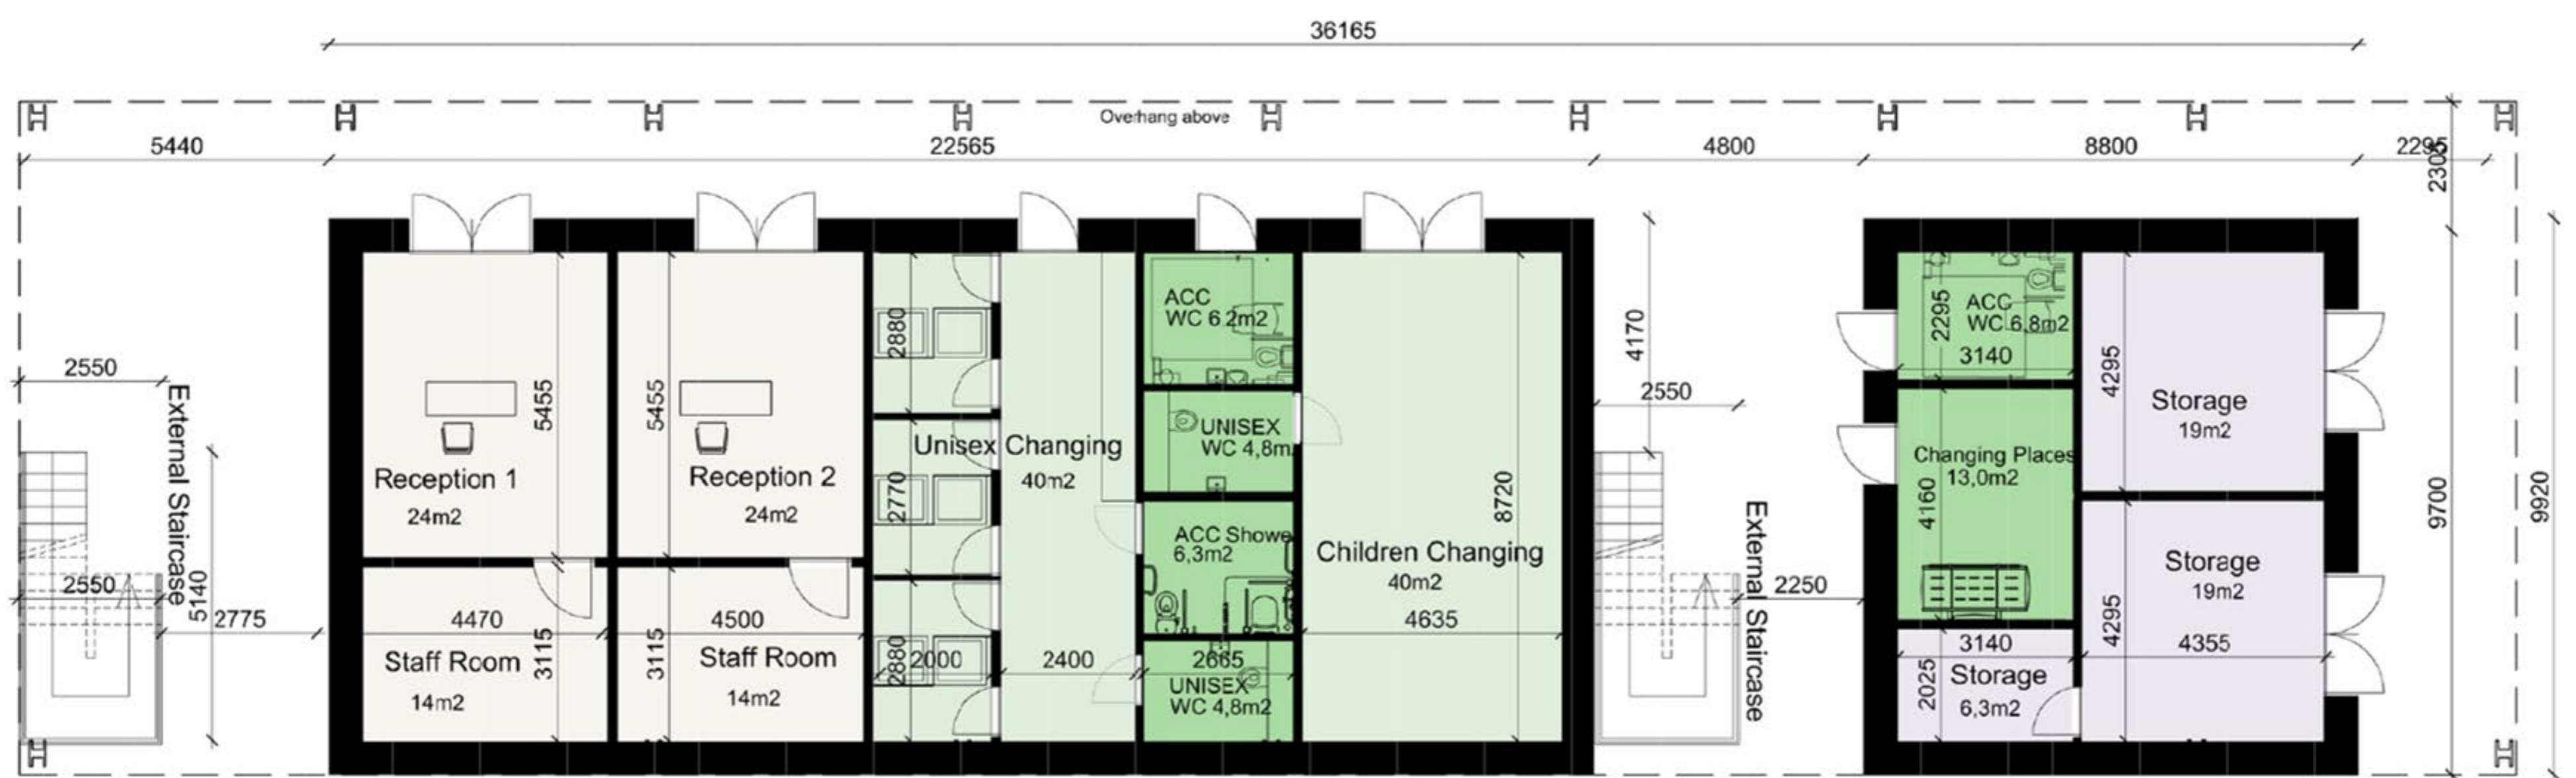 36165
Overhang above
5440
22565
4800
8800
2295
2305
2550
External Staircase
5140
2550
2775
5455
Reception 1
24m2
5455
Reception 2
24m2
4470
3115
Staff Room
14m2
4500
3115
Staff Room
14m2
2880
2770
2880
2000
Unisex Changing
40m2
2400
ACC
WC 6.2m2
UNISEX
WC 4,8m
ACC Showe
6,3m2
2665
UNISEX
WC 4,8m2
8720
Children Changing
40m2
4635
4170
2550
External Staircase
2250
2295
ACC
WC 6,8m2
3140
Changing Places
13,0m2
4160
3140
2025
Storage
6,3m2
4295
Storage
19m2
4295
Storage
19m2
4355
9700
9920